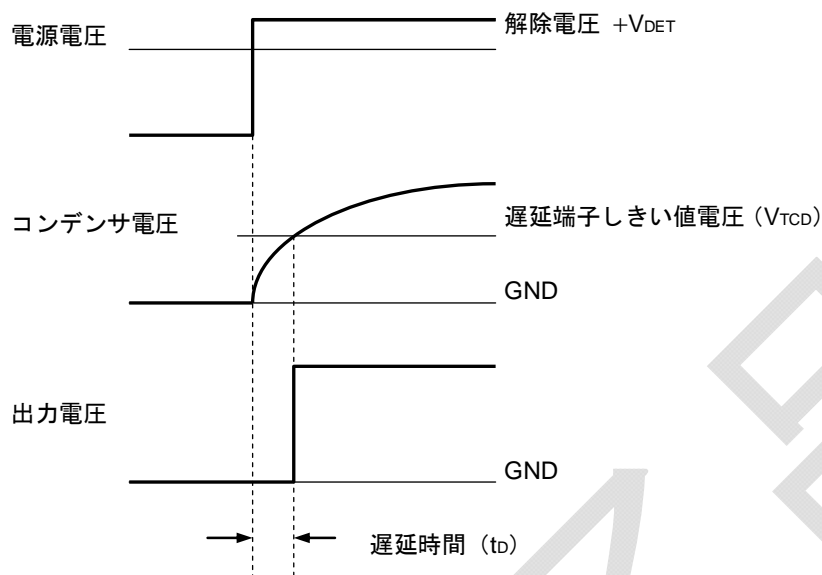 電源電圧
解除電圧 +VDET
コンデンサ電圧
遅延端子しきい値電圧（VTCD）
GND
出力電圧
GND
遅延時間（tD）